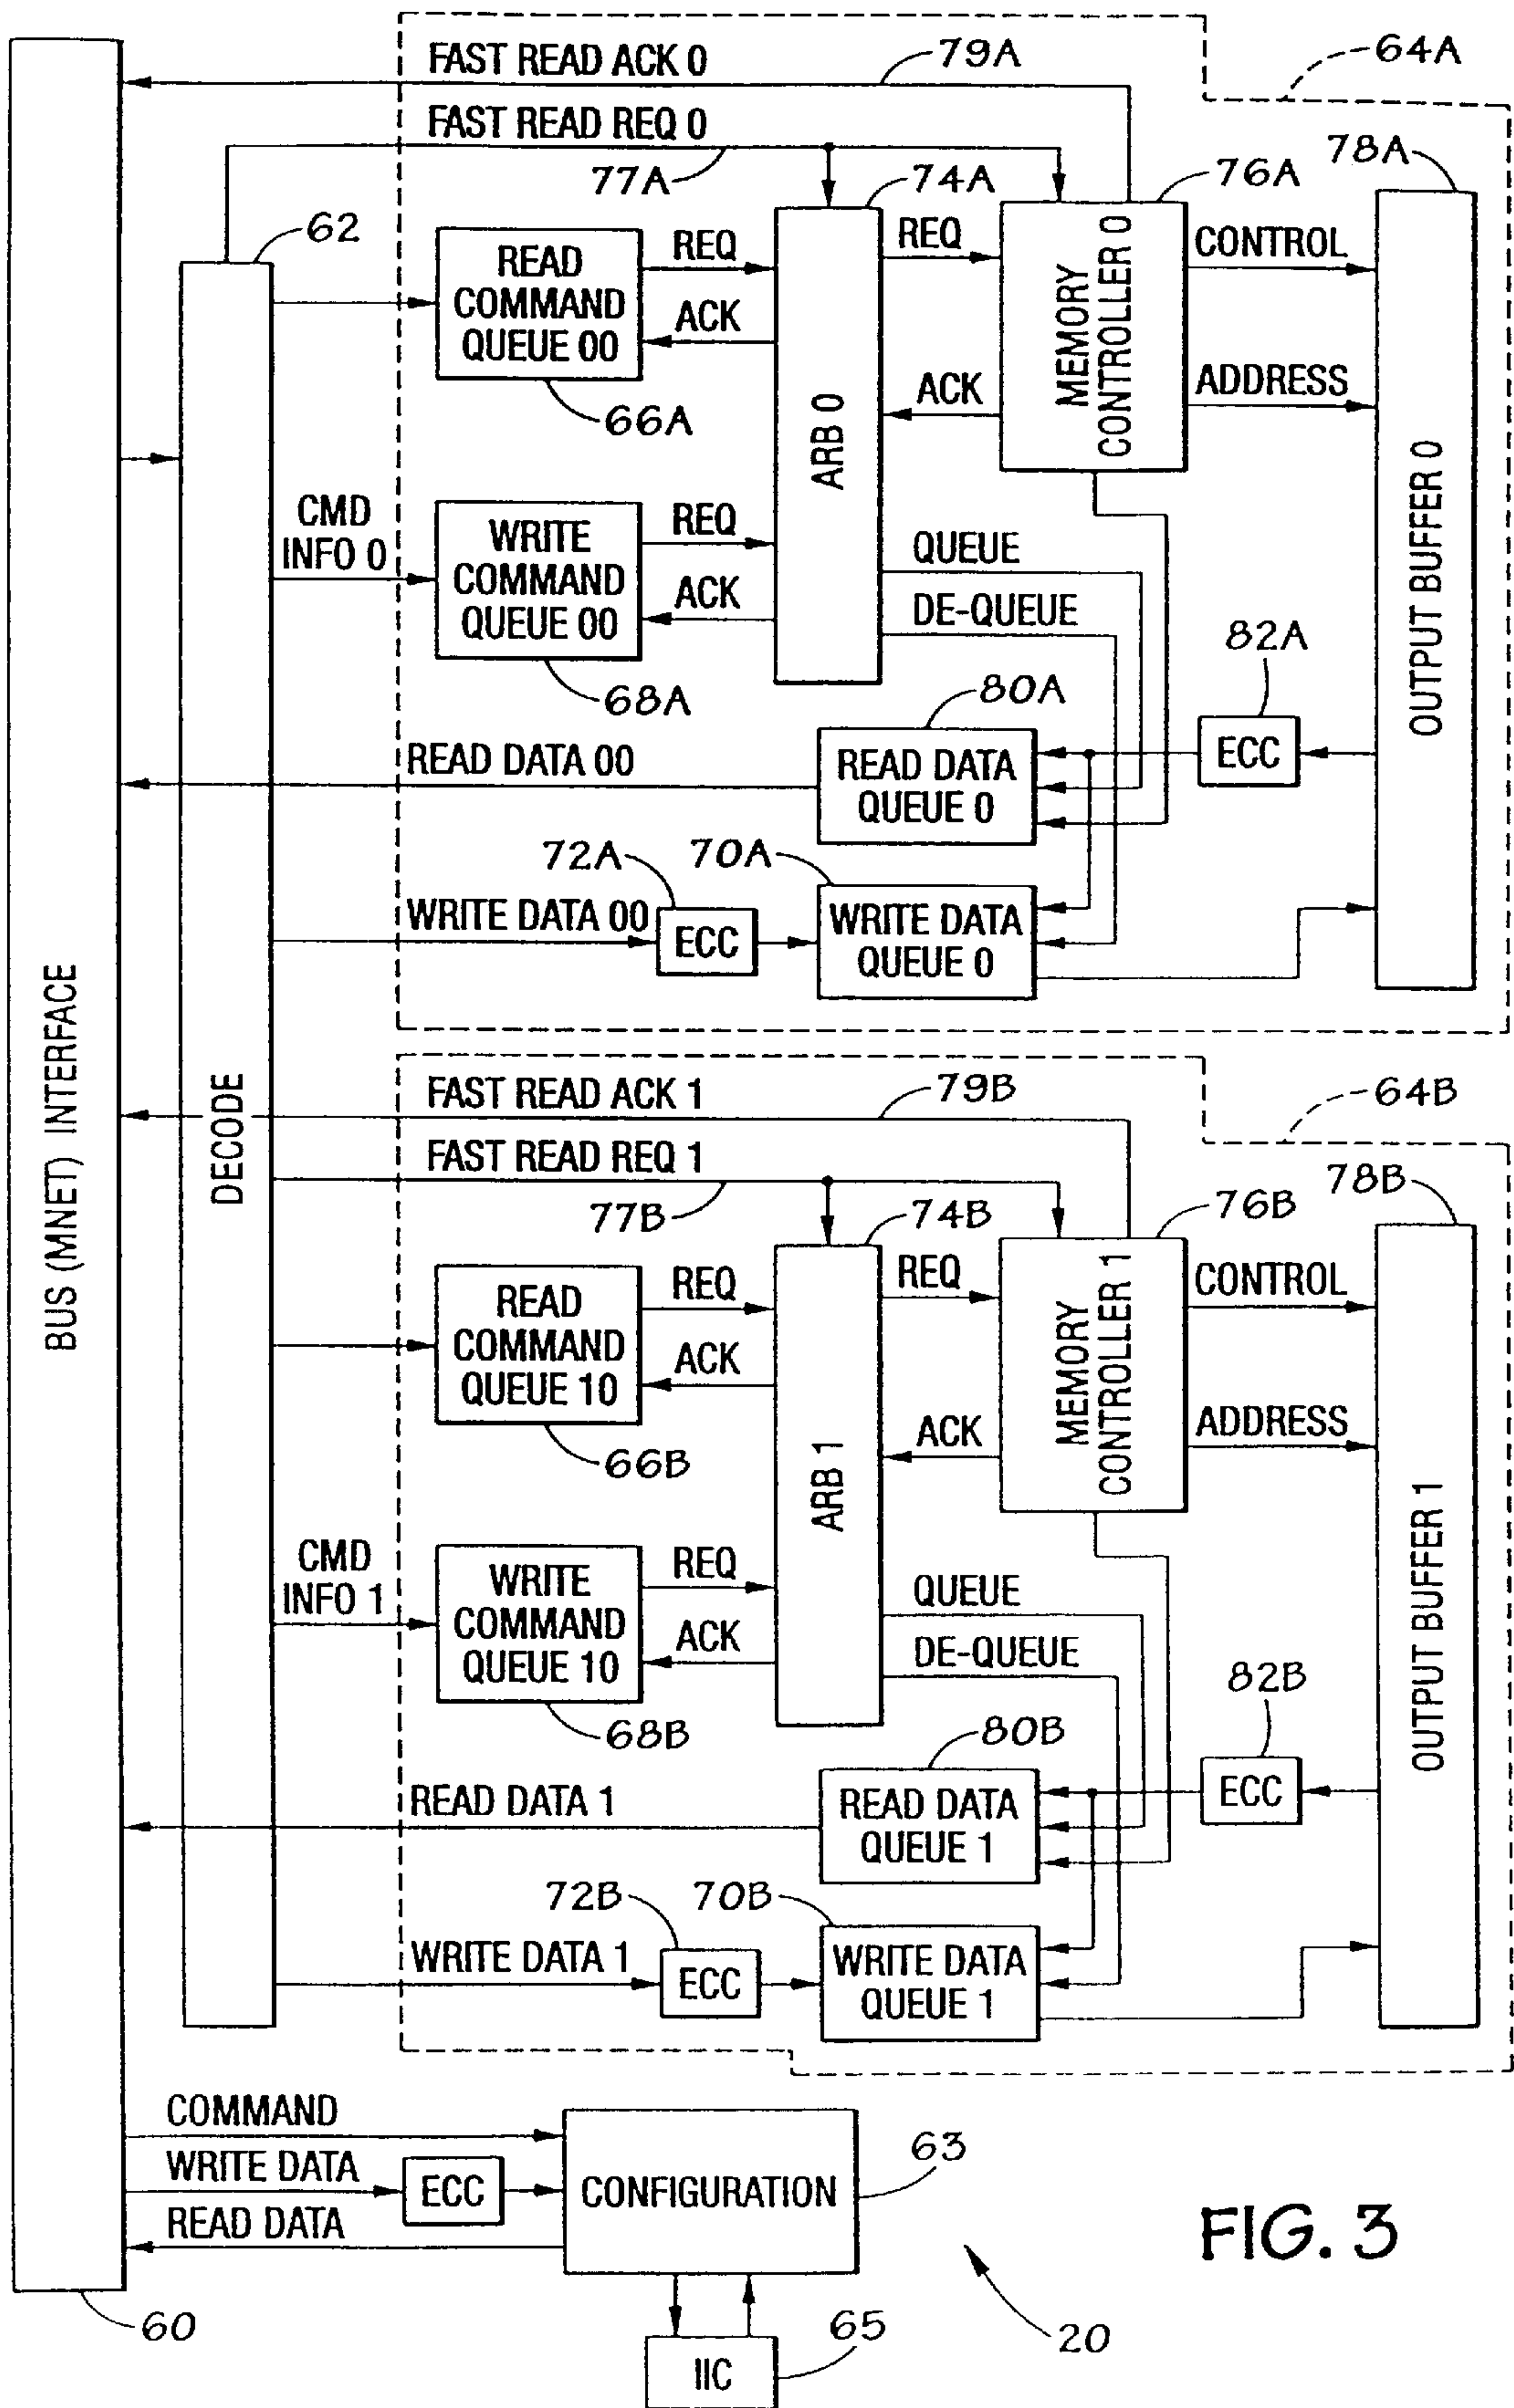 FAST READ ACK 0
79A
64A
FAST READ REQ 0
77A
74A
76A
78A
62
READ
COMMAND
QUEUE 00
REQ
ACK
66A
ARB 0
REQ
ACK
MEMORY
CONTROLLER 0
CONTROL
ADDRESS
OUTPUT BUFFER 0
CMD
INFO 0
WRITE
COMMAND
QUEUE 00
REQ
ACK
68A
QUEUE
DE-QUEUE
82A
80A
ECC
READ DATA 00
READ DATA
QUEUE 0
72A
70A
WRITE DATA 00
ECC
WRITE DATA
QUEUE 0
BUS (MNET) INTERFACE
DECODE
FAST READ ACK 1
79B
64B
FAST READ REQ 1
77B
74B
76B
78B
READ
COMMAND
QUEUE 10
REQ
ACK
66B
ARB 1
REQ
ACK
MEMORY
CONTROLLER 1
CONTROL
ADDRESS
OUTPUT BUFFER 1
CMD
INFO 1
WRITE
COMMAND
QUEUE 10
REQ
ACK
68B
QUEUE
DE-QUEUE
82B
80B
ECC
READ DATA 1
READ DATA
QUEUE 1
72B
70B
WRITE DATA 1
ECC
WRITE DATA
QUEUE 1
COMMAND
WRITE DATA
ECC
READ DATA
CONFIGURATION
63
FIG. 3
60
65
IIC
20